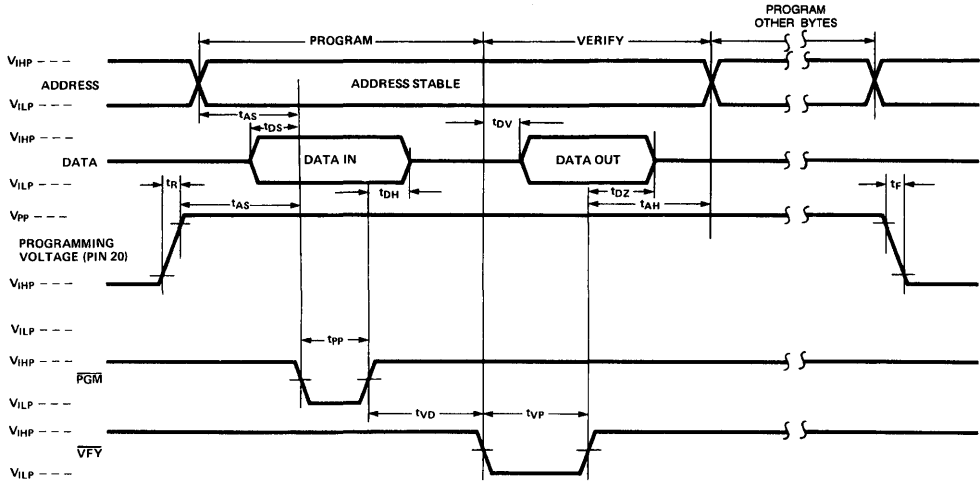 PROGRAM
OTHER BYTES
PROGRAM
VERIFY
VIHP
ADDRESS
ADDRESS STABLE
VILP
tAS
tDS
tDV
VIHP
DATA
DATA IN
DATA OUT
VILP
tR
tDH
tDZ
tF
tAS
tAH
VPP
PROGRAMMING
VOLTAGE (PIN 20)
VIHP
VILP
tPP
VIHP
PGM
VILP
tVD
tVP
VIHP
VFY
VILP